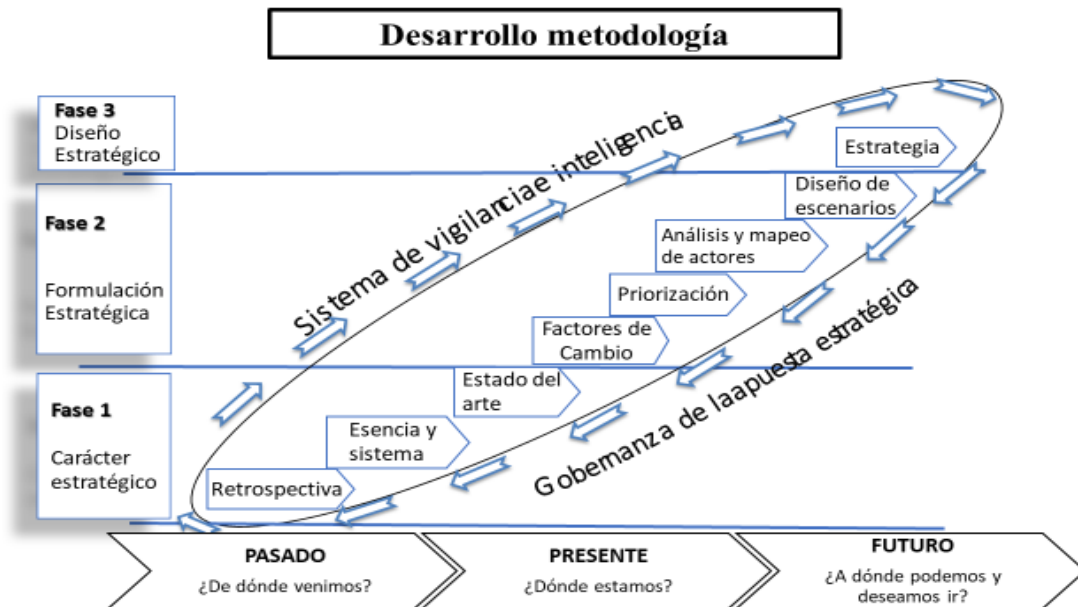 Desarrollo metodología
Fase 3
Diseño
Estratégico
Fase 2
Formulación
Estratégica
Fase 1
Carácter
estratégico
Sistema de vigilanciae inteligencia
Estrategia
Diseño de
escenarios
Análisis y mapeo
de actores
Priorización
Factores de
Cambio
Estado del
arte
Esencia y
sistema
Retrospectiva
Gobernanza de laapuesta estratégica
PASADO
¿De dónde venimos?
PRESENTE
¿Dónde estamos?
FUTURO
¿A dónde podemos y
deseamos ir?